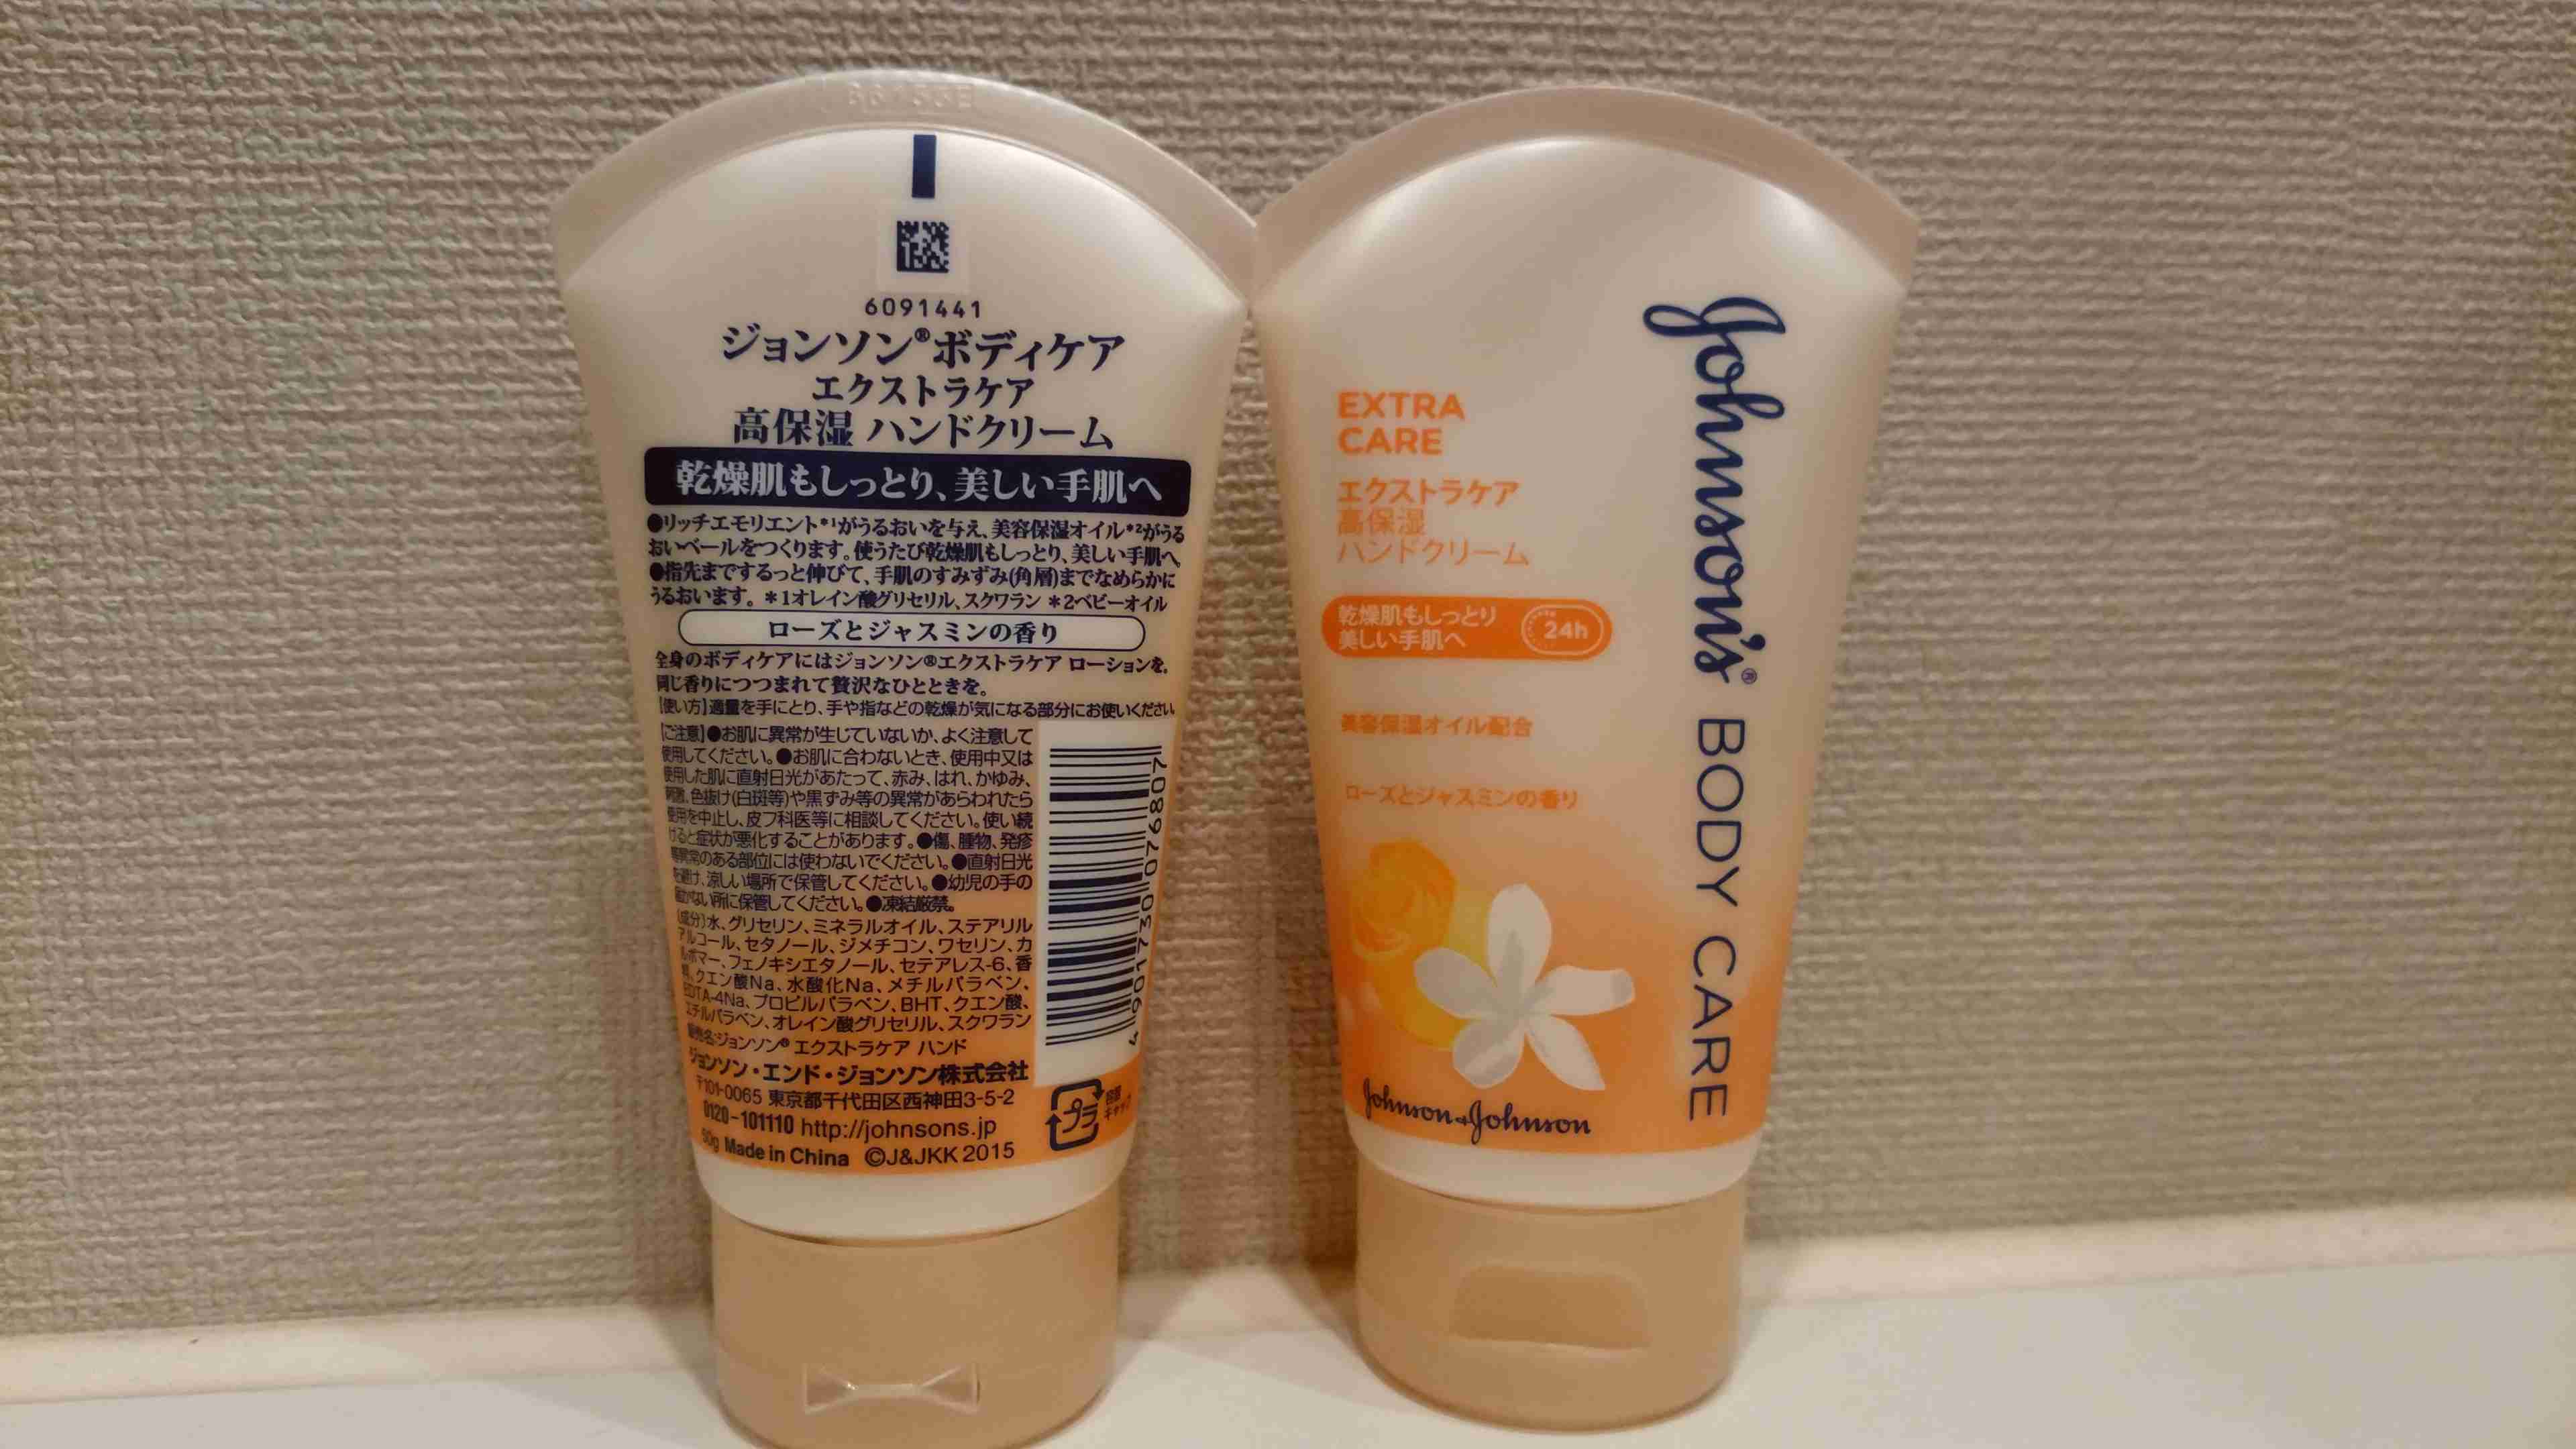 6091441
ジョンソン®ボディケア
エクストラケア
高保湿 ハンドクリーム
乾燥肌もしっとり、美しい手肌へ
●リッチエモリエント*¹がうるおいを与え、美容保湿オイル*²がうる
おいベールをつくります。使うたび乾燥肌もしっとり、美しい手肌へ。
●指先までするっと伸びて、手肌のすみずみ(角層)までなめらかに
うるおいます。 *1オレイン酸グリセリル、スクワラン *2ベビーオイル
ローズとジャスミンの香り
全身のボディケアにはジョンソン®エクストラケア ローションを。
同じ香りにつつまれて贅沢なひとときを。
【使い方】適量を手にとり、手や指などの乾燥が気になる部分にお使いください。
【ご注意】●お肌に異常が生じていないか、よく注意して
使用してください。●お肌に合わないとき、使用中又は
使用した肌に直射日光があたって、赤み、はれ、かゆみ、
刺激、色抜け(白斑等)や黒ずみ等の異常があらわれたら
使用を中止し、皮フ科医等に相談してください。使い続
けると症状が悪化することがあります。●傷、腫物、発疹
等異常のある部位には使わないでください。●直射日光
を避け、涼しい場所で保管してください。●幼児の手の
届かない所に保管してください。●凍結厳禁。
【成分】水、グリセリン、ミネラルオイル、ステアリル
アルコール、セタノール、ジメチコン、ワセリン、カ
ルボマー、フェノキシエタノール、セテアレス-6、香
料、クエン酸Na、水酸化Na、メチルパラベン、
EDTA-4Na、プロピルパラベン、BHT、クエン酸、
エチルパラベン、オレイン酸グリセリル、スクワラン
販売名:ジョンソン® エクストラケア ハンド
ジョンソン・エンド・ジョンソン株式会社
〒101-0065 東京都千代田区西神田3-5-2
0120-101110 http://johnsons.jp
50g Made in China ©J&JKK 2015
4901730076807
プラ
容器
キャップ
EXTRA
CARE
エクストラケア
高保湿
ハンドクリーム
乾燥肌もしっとり
美しい手肌へ
24h
美容保湿オイル配合
ローズとジャスミンの香り
Johnson's® BODY CARE
Johnson & Johnson